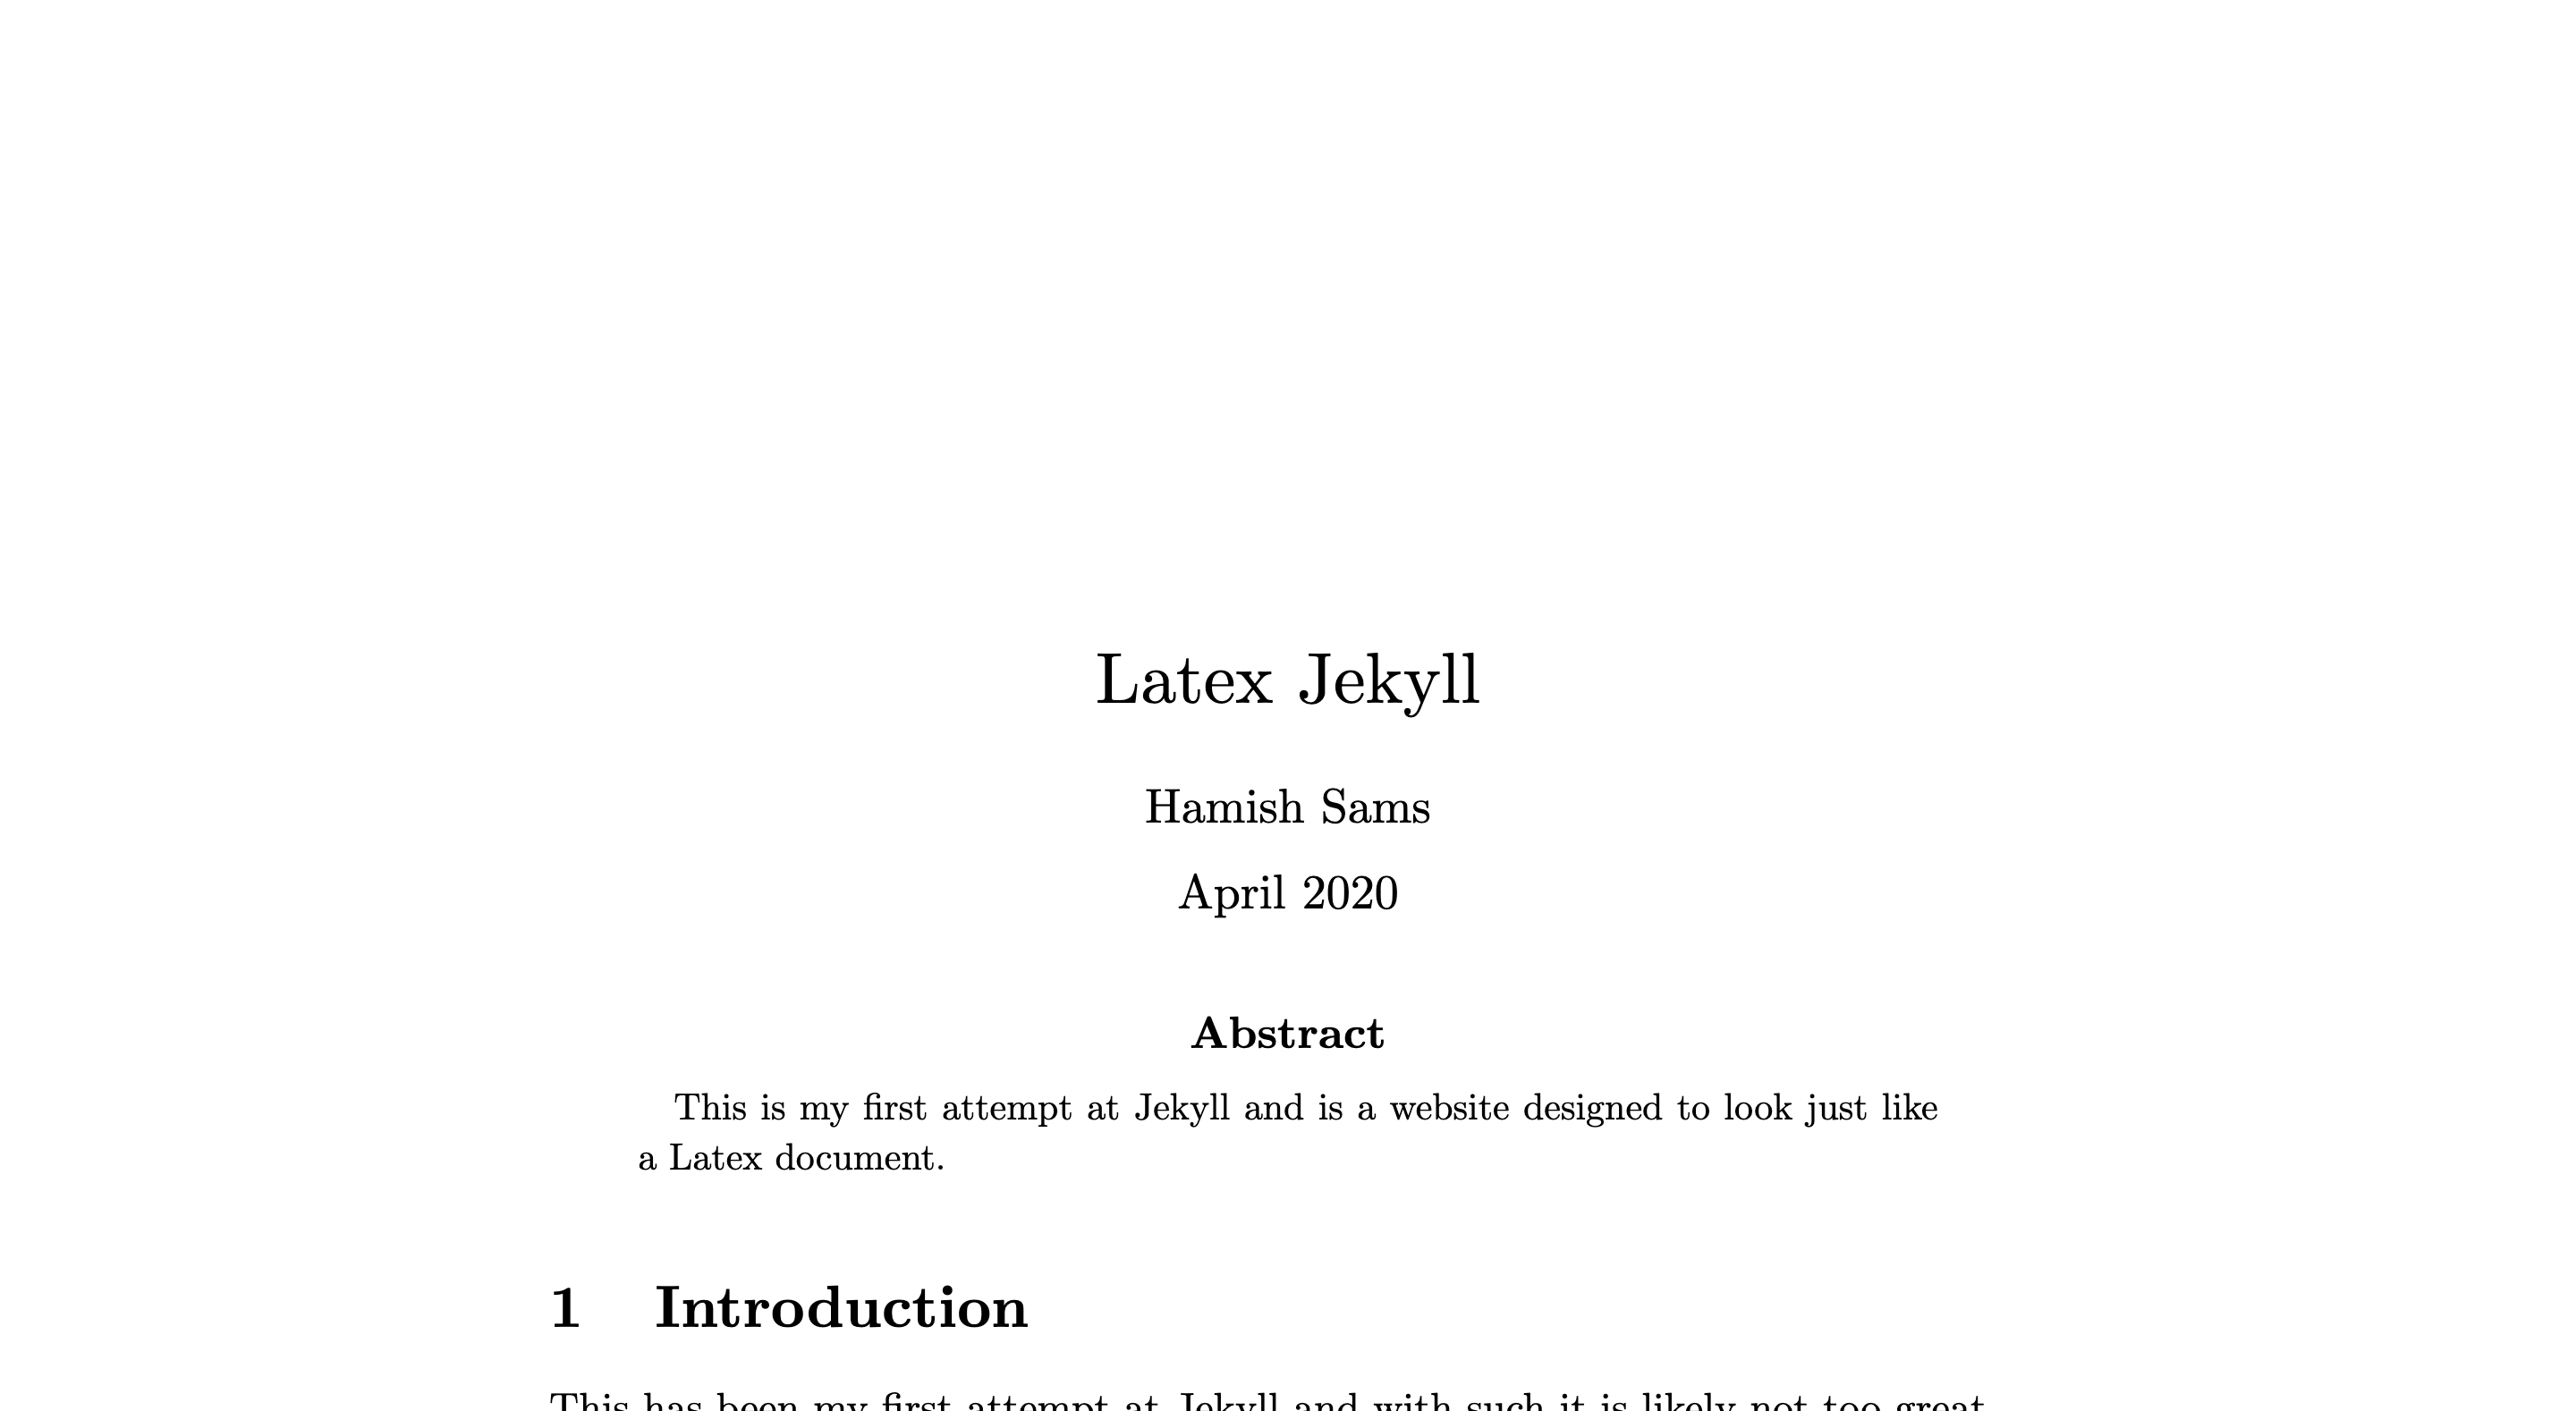 Latex Jekyll
Hamish Sams
April 2020
Abstract
This is my first attempt at Jekyll and is a website designed to look just like
a Latex document.
1 Introduction
This has been my first attempt at Jekyll and with such it is likely not too great